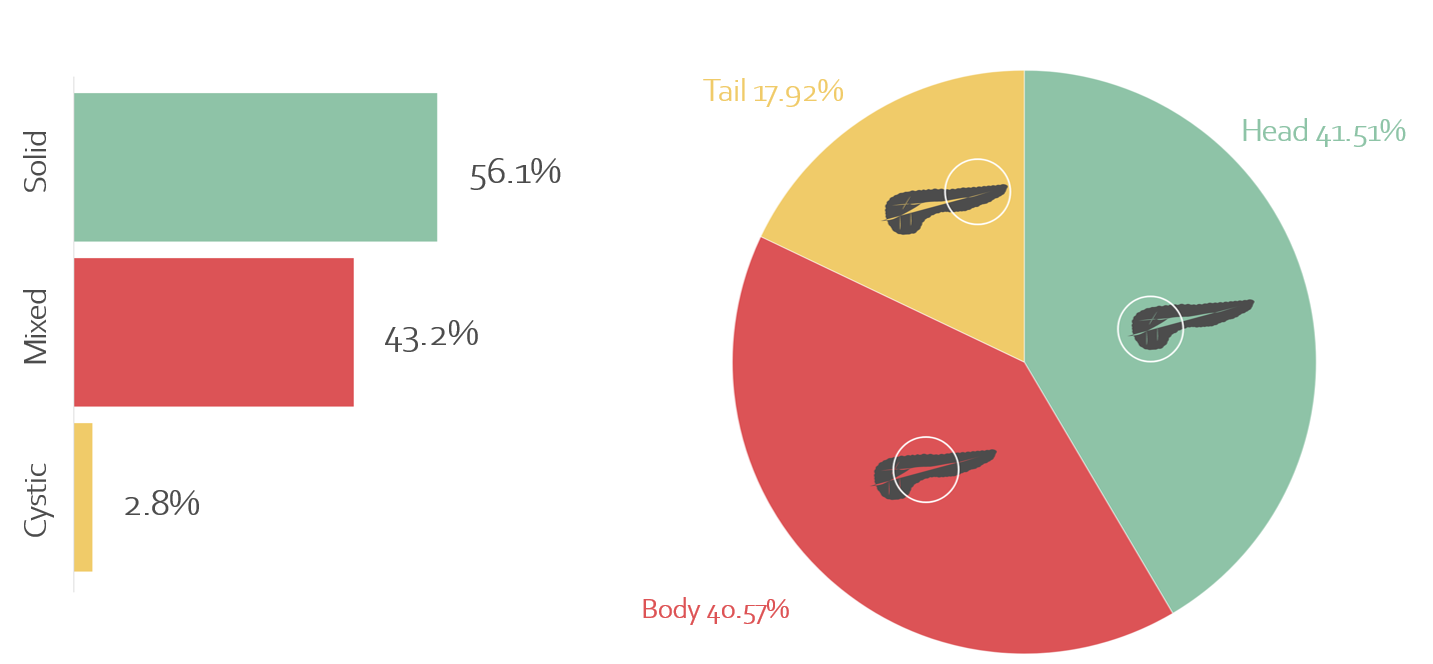 Solid
56.1%
Mixed
43.2%
Cystic
2.8%
Tail 17.92%
Head 41.51%
Body 40.57%